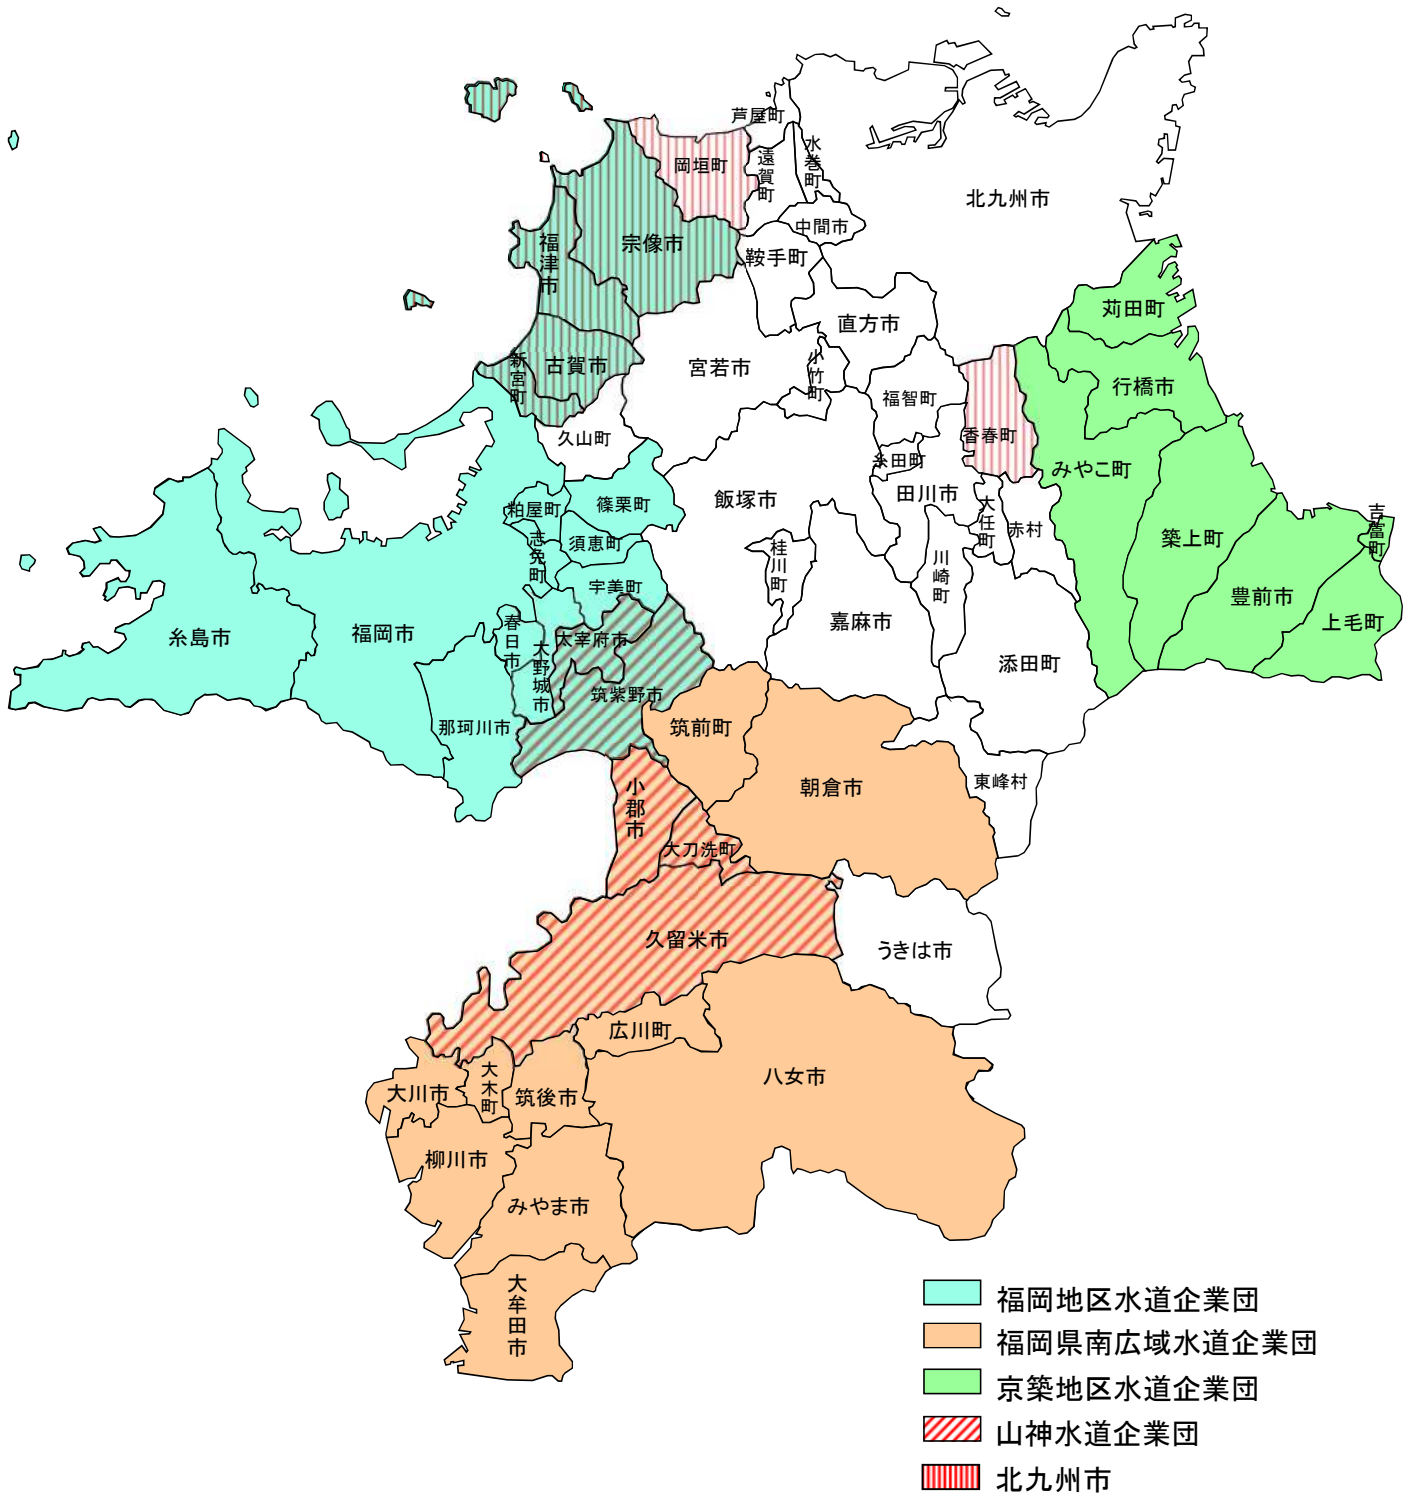 芦屋町
水巻町
遠賀町
岡垣町
北九州市
中間市
宗像市
福津市
鞍手町
苅田町
直方市
新宮町
古賀市
宮若市
小竹町
行橋市
福智町
久山町
香春町
糸田町
みやこ町
飯塚市
田川市
篠栗町
粕屋町
大任町
赤村
吉富町
志免町
須恵町
築上町
桂川町
川崎町
宇美町
豊前市
嘉麻市
上毛町
糸島市
福岡市
春日市
太宰府市
大野城市
添田町
筑紫野市
那珂川市
筑前町
小郡市
朝倉市
東峰村
大刀洗町
久留米市
うきは市
広川町
八女市
大川市
大木町
筑後市
柳川市
みやま市
大牟田市
福岡地区水道企業団
福岡県南広域水道企業団
京築地区水道企業団
山神水道企業団
北九州市